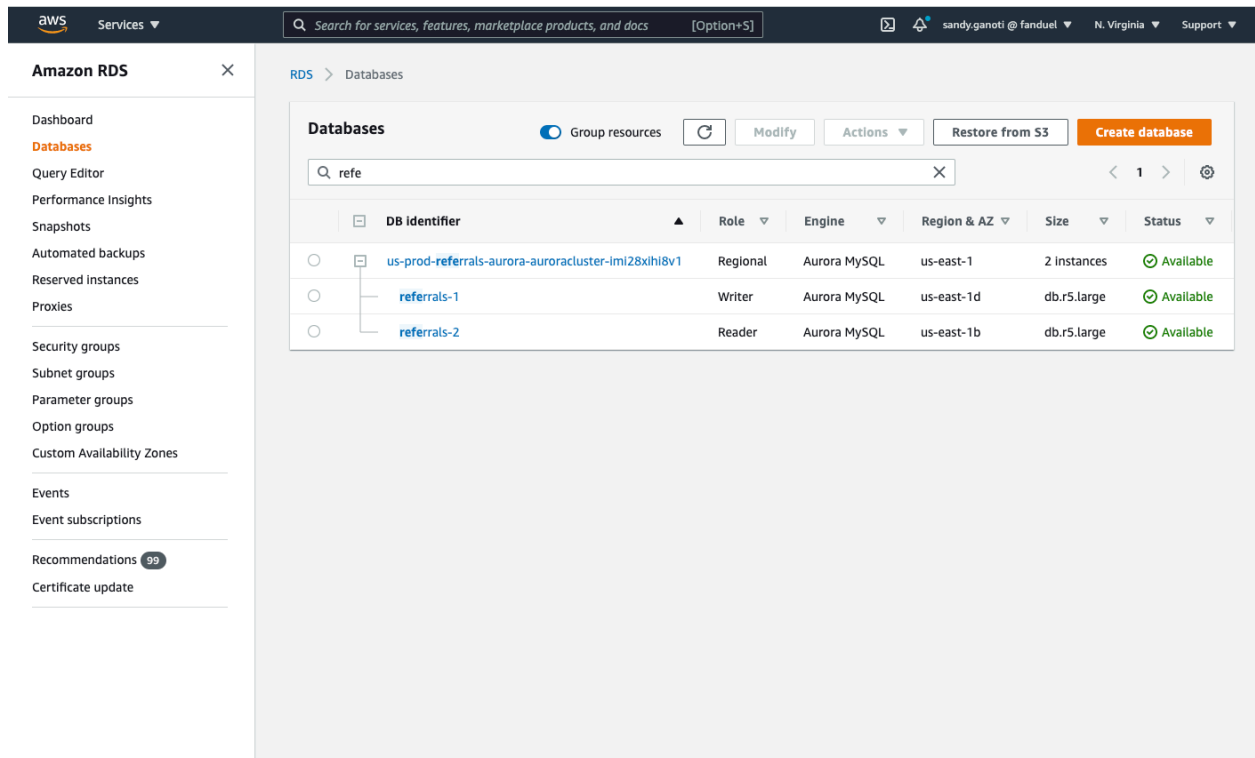 aws Services ▼ Search for services, features, marketplace products, and docs [Option+S] sandy.ganoti @ fanduel ▼ N. Virginia ▼ Support ▼
Amazon RDS
Dashboard
Databases
Query Editor
Performance Insights
Snapshots
Automated backups
Reserved instances
Proxies
Security groups
Subnet groups
Parameter groups
Option groups
Custom Availability Zones
Events
Event subscriptions
Recommendations 99
Certificate update
RDS > Databases
Databases Group resources Modify Actions ▼ Restore from S3 Create database
refe < 1 >
DB identifier ▲ Role Engine Region & AZ Size Status
us-prod-referrals-aurora-auroracluster-imi28xihi8v1 Regional Aurora MySQL us-east-1 2 instances Available
referrals-1 Writer Aurora MySQL us-east-1d db.r5.large Available
referrals-2 Reader Aurora MySQL us-east-1b db.r5.large Available